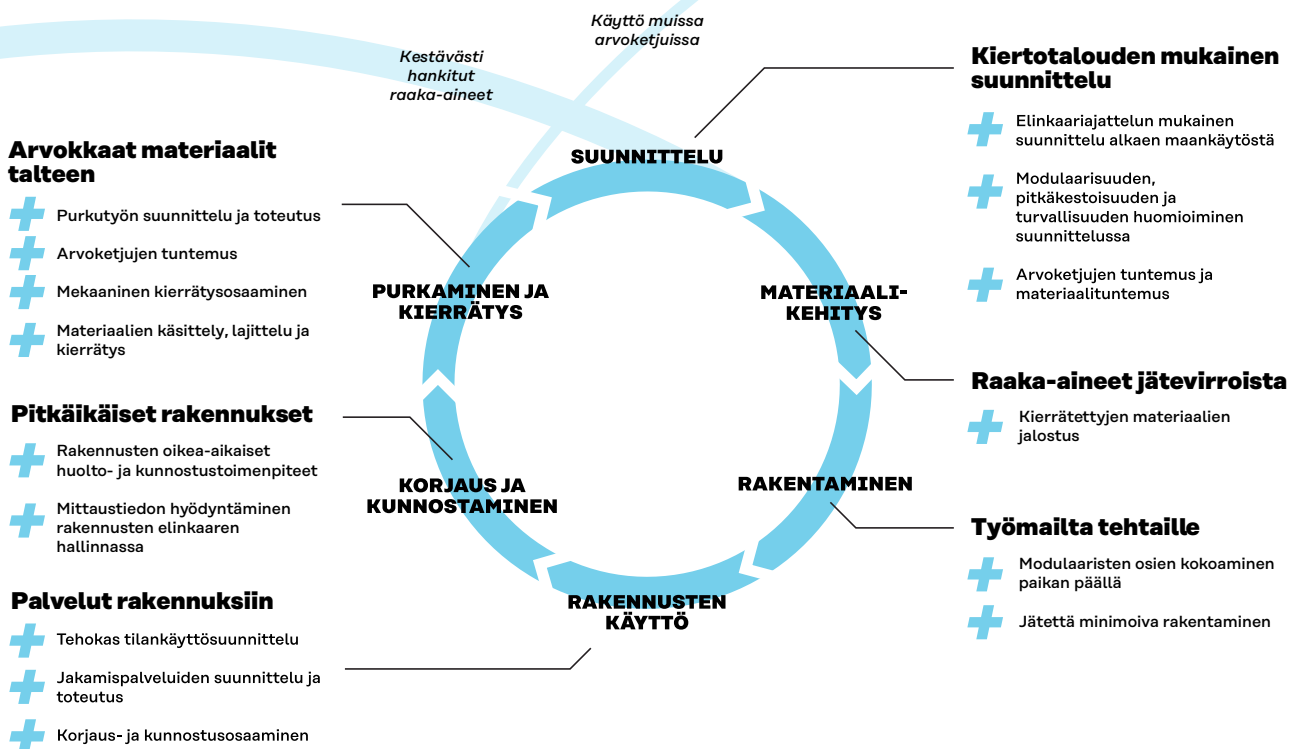 Käyttö muissa
arvoketjuissa
Kestävästi
hankitut
raaka-aineet
SUUNNITTELU
MATERIAALI-
KEHITYS
RAKENTAMINEN
RAKENNUSTEN
KÄYTTÖ
KORJAUS JA
KUNNOSTAMINEN
PURKAMINEN JA
KIERRÄTYS
Kiertotalouden mukainen
suunnittelu
Elinkaariajattelun mukainen
suunnittelu alkaen maankäytöstä
Modulaarisuuden,
pitkäkestoisuuden ja
turvallisuuden huomioiminen
suunnittelussa
Arvoketjujen tuntemus ja
materiaalituntemus
Raaka-aineet jätevirroista
Kierrätettyjen materiaalien
jalostus
Työmailta tehtaille
Modulaaristen osien kokoaminen
paikan päällä
Jätettä minimoiva rakentaminen
Arvokkaat materiaalit
talteen
Purkutyön suunnittelu ja toteutus
Arvoketjujen tuntemus
Mekaaninen kierrätysosaaminen
Materiaalien käsittely, lajittelu ja
kierrätys
Pitkäikäiset rakennukset
Rakennusten oikea-aikaiset
huolto- ja kunnostustoimenpiteet
Mittaustiedon hyödyntäminen
rakennusten elinkaaren
hallinnassa
Palvelut rakennuksiin
Tehokas tilankäyttösuunnittelu
Jakamispalveluiden suunnittelu ja
toteutus
Korjaus- ja kunnostusosaaminen